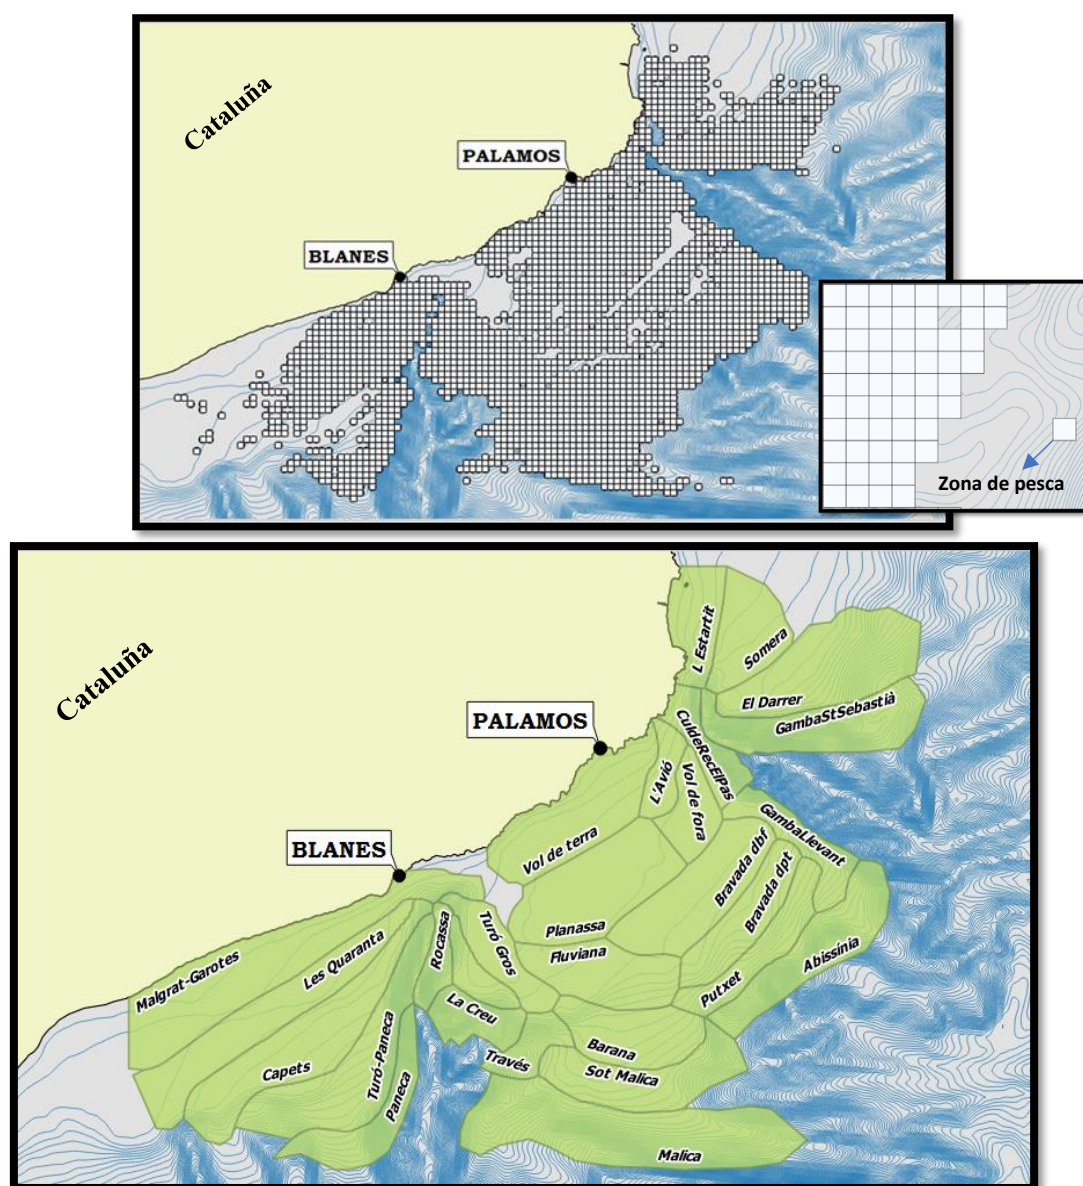 Cataluña
PALAMOS
BLANES
Zona de pesca
Cataluña
L Estartit
Somera
El Darrer
GambaStSebastià
PALAMOS
CuldeRecElPas
L'Avió
Vol de fora
GambaLlevant
Vol de terra
Bravada dbf
Bravada dpt
BLANES
Planassa
Fluviana
Turó Gros
Rocassa
Les Quaranta
Malgrat-Garotes
Abissínia
Putxet
La Creu
Barana
Sot Malica
Través
Capets
Turó-Paneca
Paneca
Malica